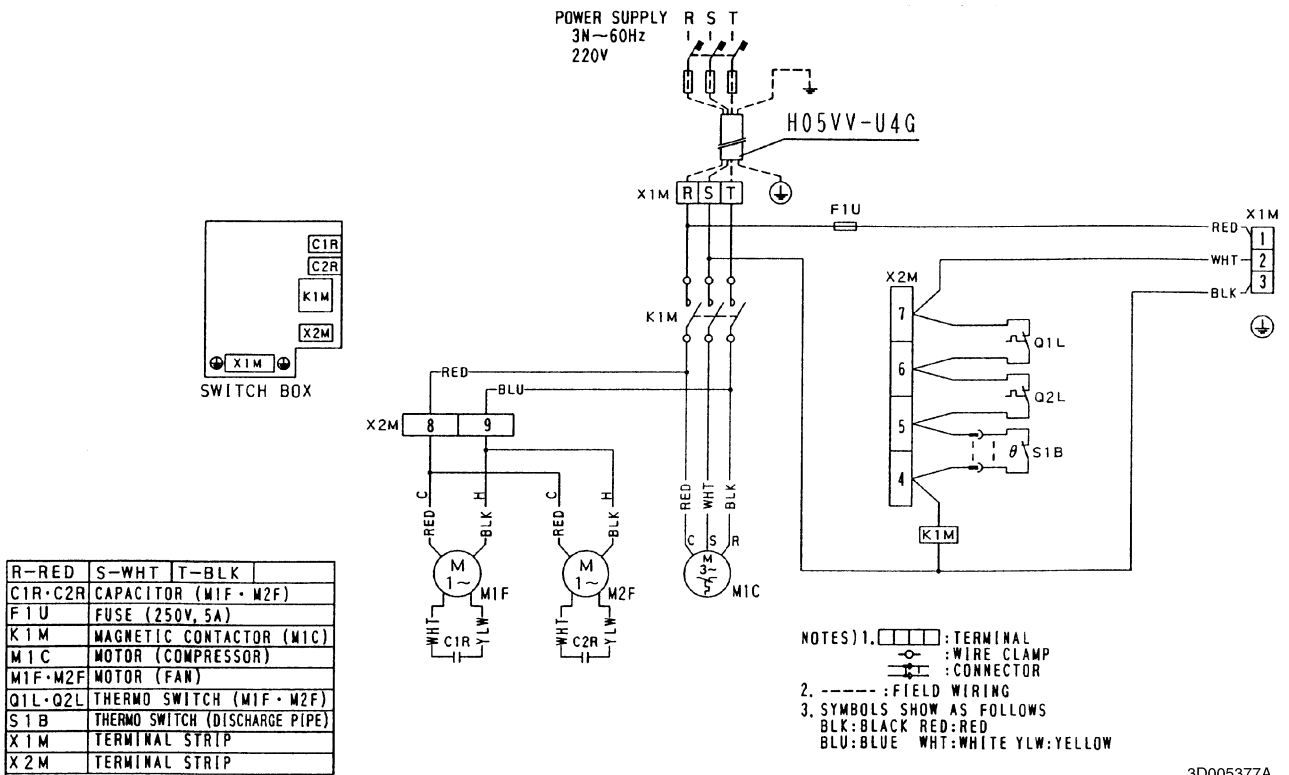 POWER SUPPLY R S T
3N～60Hz
220V
H05VV-U4G
X1M R S T
F1U
X1M
RED 1
WHT 2
BLK 3
C1R
C2R
K1M
X2M
X1M
SWITCH BOX
K1M
X2M
7
6
5
4
Q1L
Q2L
θ S1B
K1M
RED
BLU
X2M 8 9
C H C H
RED BLK RED BLK
RED WHT BLK
C S R
M
1~
M1F
M
1~
M2F
M
3~
M1C
WHT C1R YLW
WHT C2R YLW
R-RED S-WHT T-BLK
C1R・C2R CAPACITOR (M1F・M2F)
F1U FUSE (250V, 5A)
K1M MAGNETIC CONTACTOR (M1C)
M1C MOTOR (COMPRESSOR)
M1F・M2F MOTOR (FAN)
Q1L・Q2L THERMO SWITCH (M1F・M2F)
S1B THERMO SWITCH (DISCHARGE PIPE)
X1M TERMINAL STRIP
X2M TERMINAL STRIP
NOTES) 1. : TERMINAL
: WIRE CLAMP
: CONNECTOR
2. ------ : FIELD WIRING
3. SYMBOLS SHOW AS FOLLOWS
BLK:BLACK RED:RED
BLU:BLUE WHT:WHITE YLW:YELLOW
3D005377A